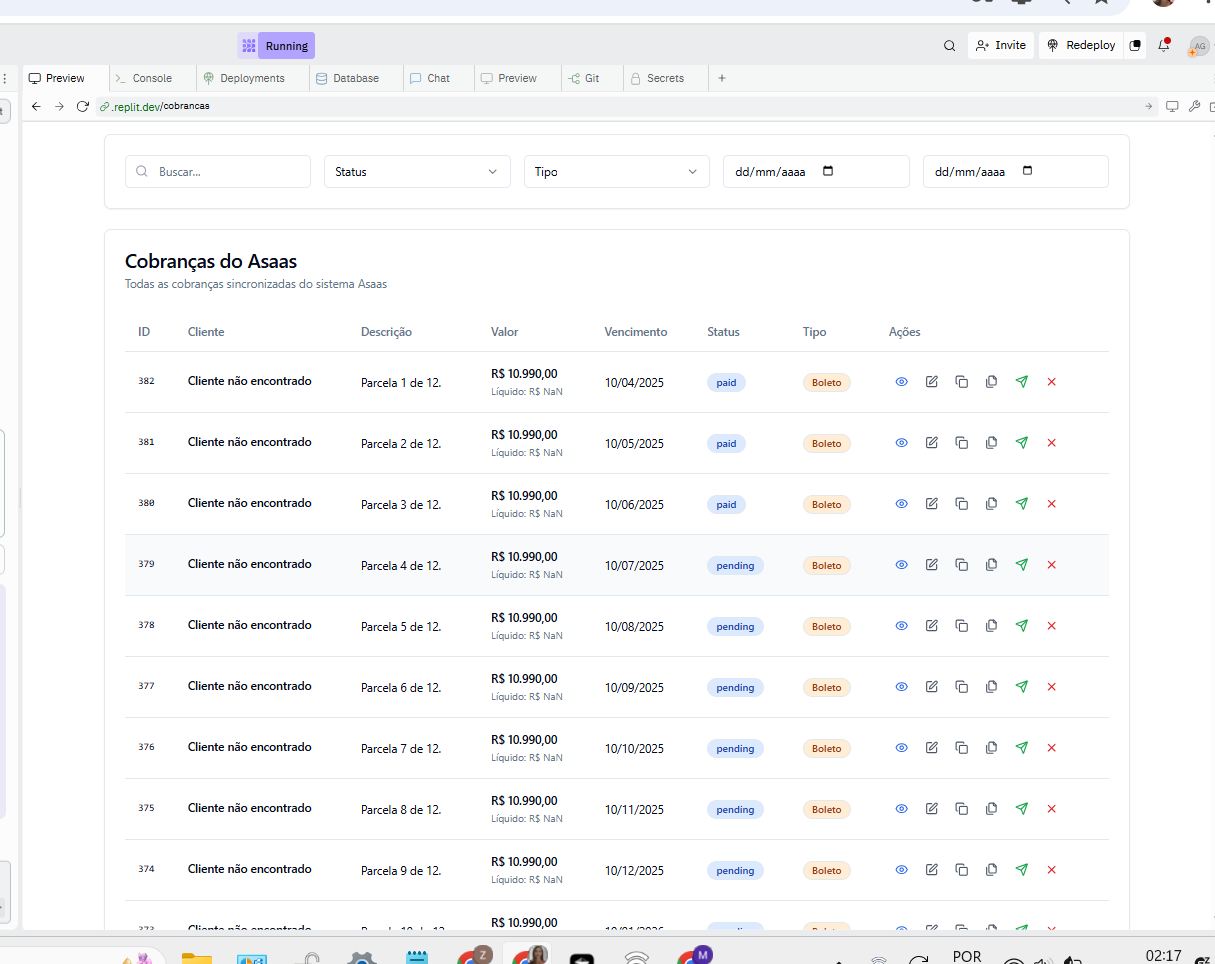 Running
Invite
Redeploy
AG
Preview
Console
Deployments
Database
Chat
Preview
Git
Secrets
.replit.dev/cobrancas
Buscar...
Status
Tipo
dd/mm/aaaa
dd/mm/aaaa
Cobranças do Asaas
Todas as cobranças sincronizadas do sistema Asaas
ID Cliente Descrição Valor Vencimento Status Tipo Ações
382 Cliente não encontrado Parcela 1 de 12. R$ 10.990,00 10/04/2025 paid Boleto
Líquido: R$ NaN
381 Cliente não encontrado Parcela 2 de 12. R$ 10.990,00 10/05/2025 paid Boleto
Líquido: R$ NaN
380 Cliente não encontrado Parcela 3 de 12. R$ 10.990,00 10/06/2025 paid Boleto
Líquido: R$ NaN
379 Cliente não encontrado Parcela 4 de 12. R$ 10.990,00 10/07/2025 pending Boleto
Líquido: R$ NaN
378 Cliente não encontrado Parcela 5 de 12. R$ 10.990,00 10/08/2025 pending Boleto
Líquido: R$ NaN
377 Cliente não encontrado Parcela 6 de 12. R$ 10.990,00 10/09/2025 pending Boleto
Líquido: R$ NaN
376 Cliente não encontrado Parcela 7 de 12. R$ 10.990,00 10/10/2025 pending Boleto
Líquido: R$ NaN
375 Cliente não encontrado Parcela 8 de 12. R$ 10.990,00 10/11/2025 pending Boleto
Líquido: R$ NaN
374 Cliente não encontrado Parcela 9 de 12. R$ 10.990,00 10/12/2025 pending Boleto
Líquido: R$ NaN
R$ 10.990,00
Z
M
POR
02:17